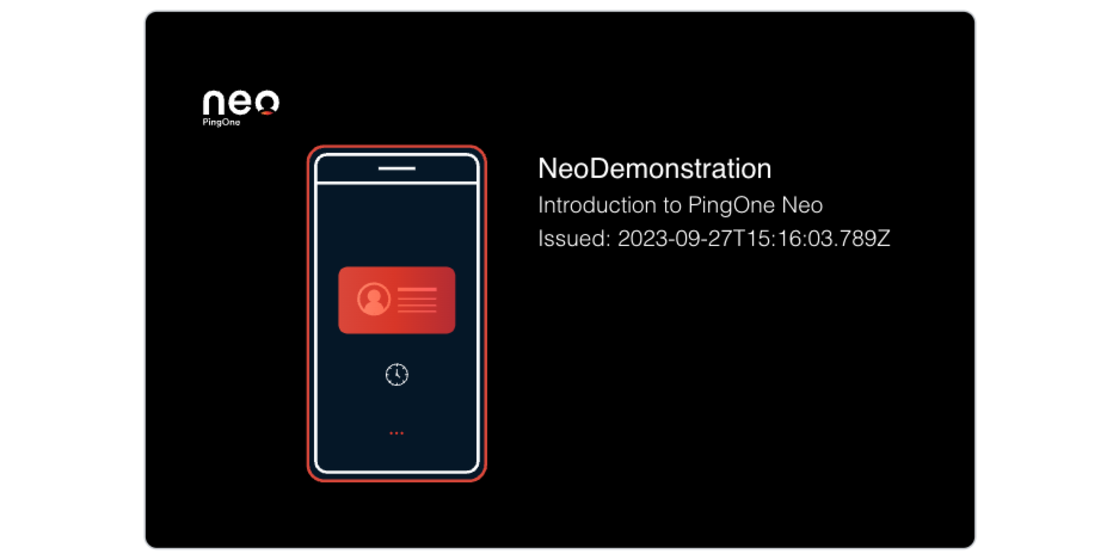 neo
PingOne
NeoDemonstration
Introduction to PingOne Neo
Issued: 2023-09-27T15:16:03.789Z